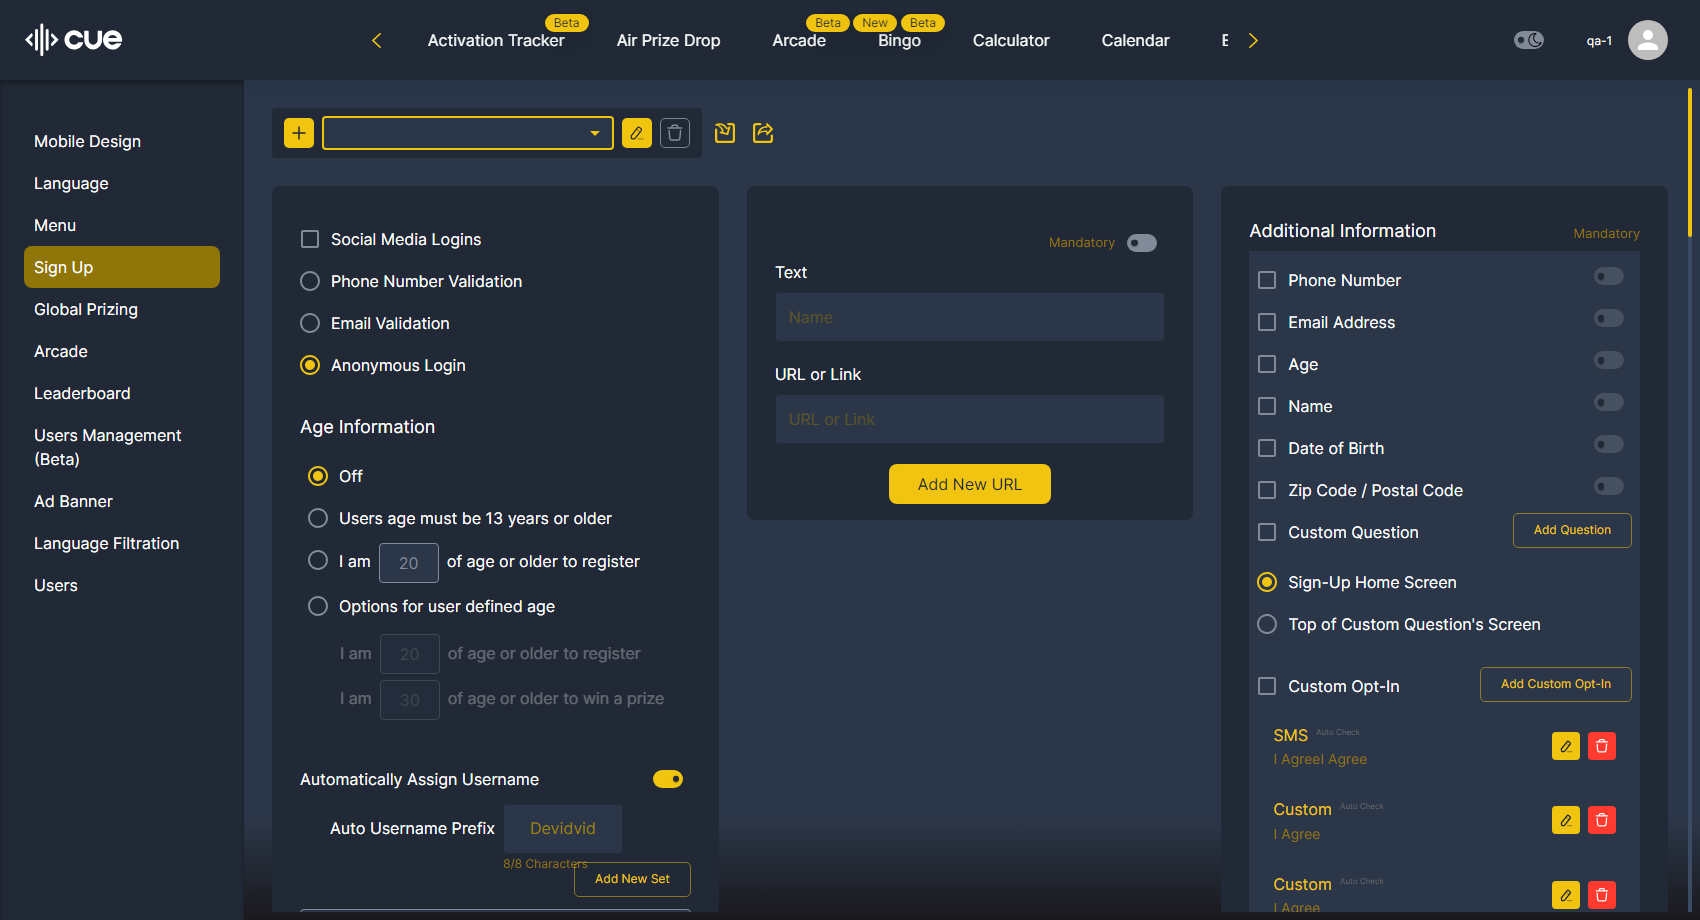 cue
Activation Tracker
Beta
Air Prize Drop
Arcade
Beta
New
Bingo
Beta
Calculator
Calendar
qa-1
Mobile Design
Language
Menu
Sign Up
Global Prizing
Arcade
Leaderboard
Users Management
(Beta)
Ad Banner
Language Filtration
Users
Social Media Logins
Phone Number Validation
Email Validation
Anonymous Login
Age Information
Off
Users age must be 13 years or older
I am 20 of age or older to register
Options for user defined age
I am 20 of age or older to register
I am 30 of age or older to win a prize
Automatically Assign Username
Auto Username Prefix Devidvid
8/8 Characters
Add New Set
Mandatory
Text
Name
URL or Link
URL or Link
Add New URL
Additional Information
Mandatory
Phone Number
Email Address
Age
Name
Date of Birth
Zip Code / Postal Code
Custom Question
Add Question
Sign-Up Home Screen
Top of Custom Question's Screen
Custom Opt-In
Add Custom Opt-In
SMS Auto Check
I AgreeI Agree
Custom Auto Check
I Agree
Custom Auto Check
I Agree